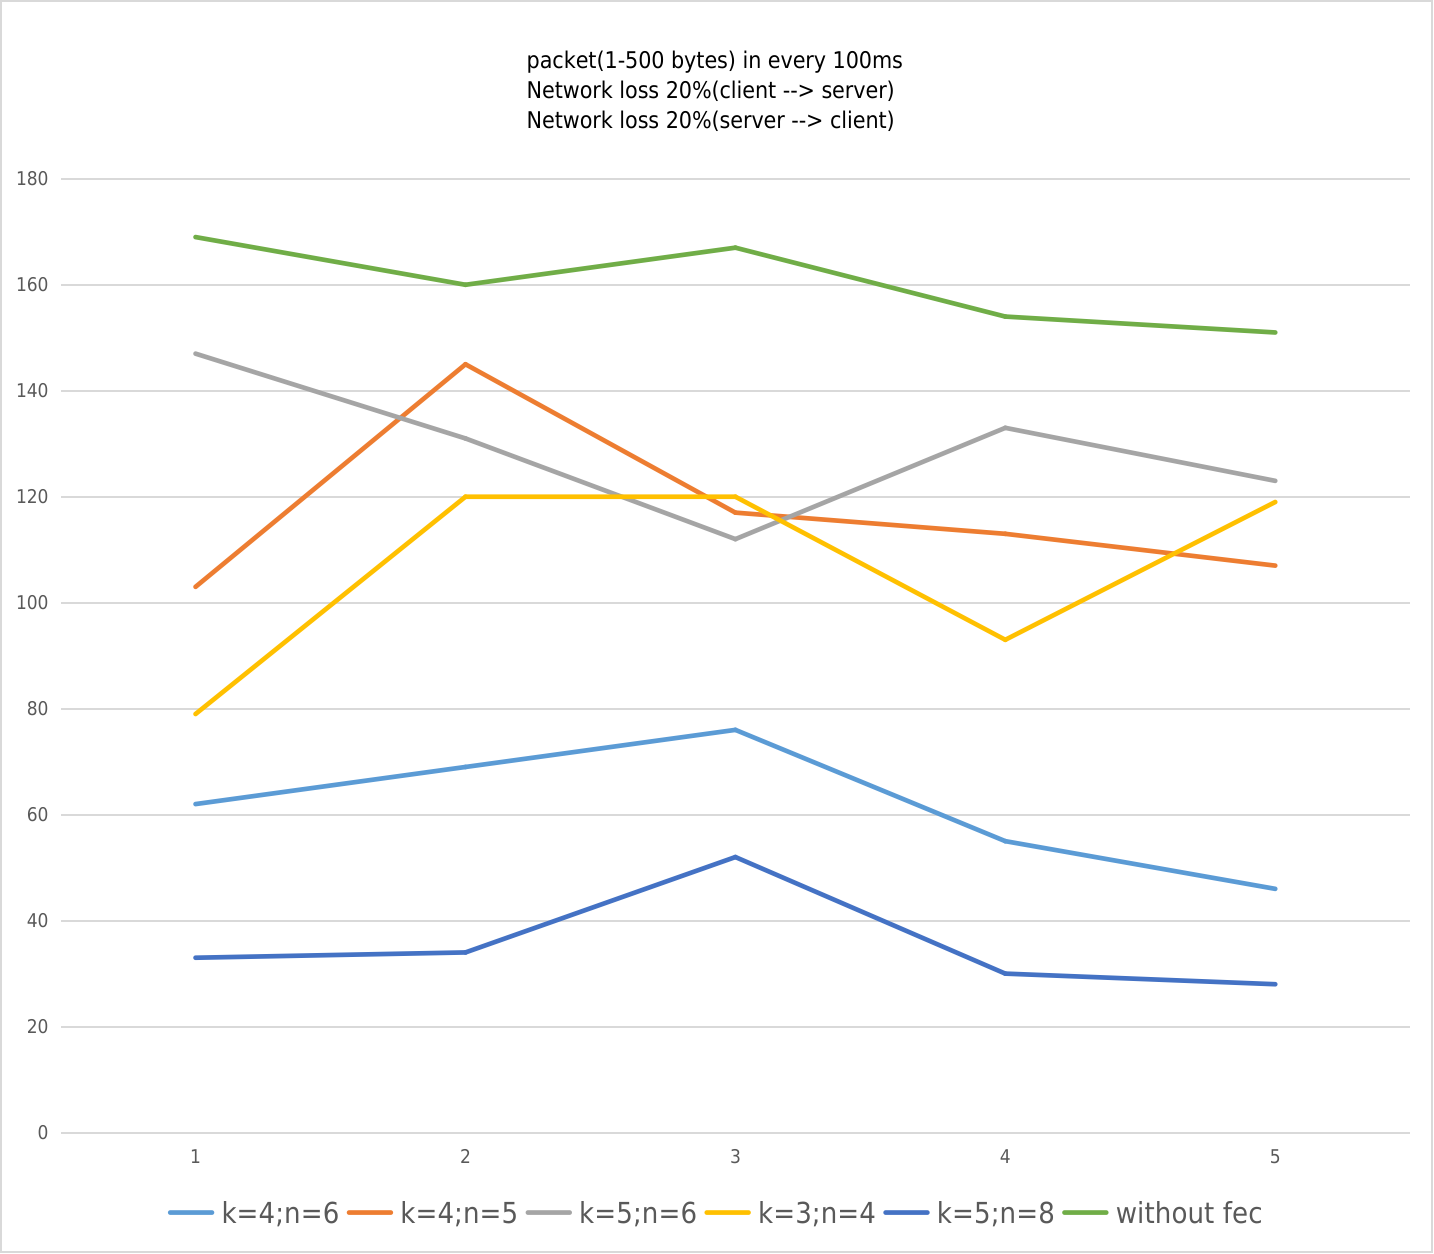 packet(1-500 bytes) in every 100ms
Network loss 20%(client --> server)
Network loss 20%(server --> client)
180
160
140
120
100
80
60
40
20
0
1 2 3 4 5
k=4;n=6 k=4;n=5 k=5;n=6 k=3;n=4 k=5;n=8 without fec